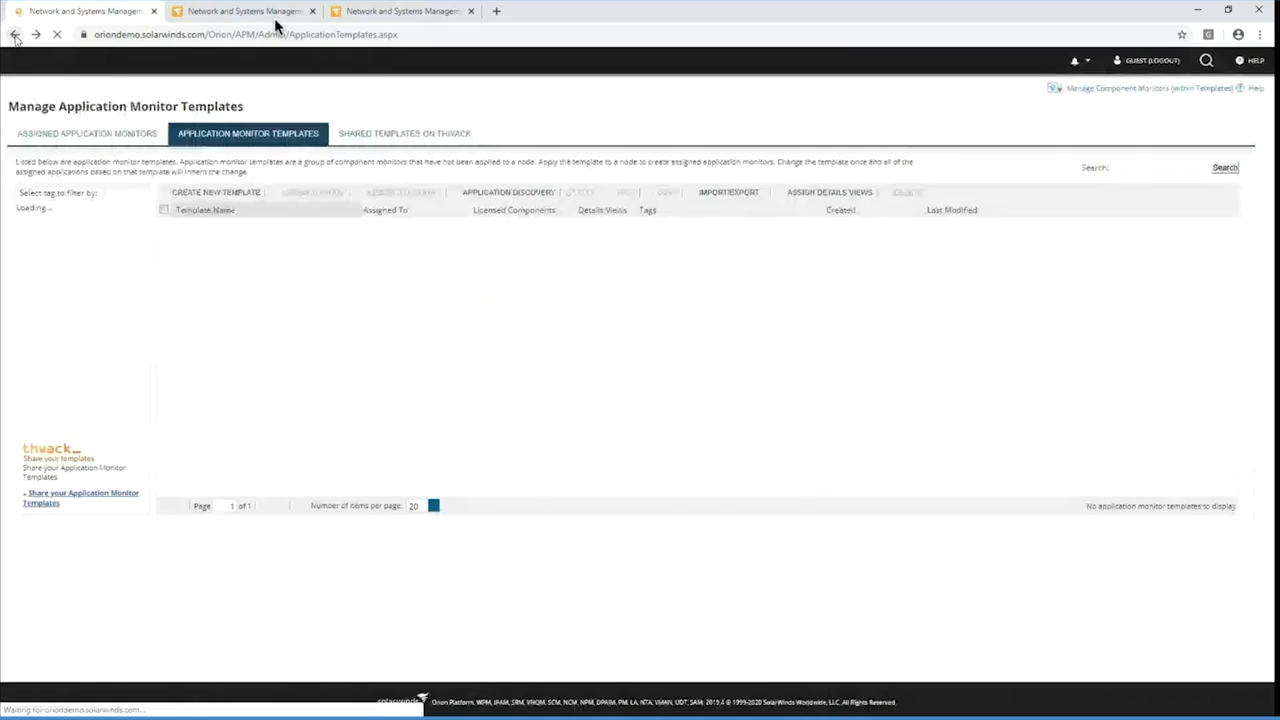 Network and Systems Managem
Network and Systems Managem
Network and Systems Managem
oriondemo.solarwinds.com/Orion/APM/Admin/ApplicationTemplates.aspx
GUEST (LOGOUT)
HELP
Manage Component Monitors (within Templates)
Help
Manage Application Monitor Templates
ASSIGNED APPLICATION MONITORS
APPLICATION MONITOR TEMPLATES
SHARED TEMPLATES ON THWACK
Listed below are application monitor templates. Application monitor templates are a group of component monitors that have not been applied to a node. Apply the template to a node to create assigned application monitors. Change the template once and all of the
assigned applications based on that template will inherit the change.
Search:
Search
Select tag to filter by:
Loading...
CREATE NEW TEMPLATE
APPLICATION DISCOVERY
IMPORT/EXPORT
ASSIGN DETAILS VIEWS
DELETE
Template Name
Assigned To
Licensed Components
Details Views
Tags
Created
Last Modified
thwack
Share your templates
Share your Application Monitor
Templates
» Share your Application Monitor
Templates
Page 1 of 1
Number of items per page: 20
No application monitor templates to display
solarwinds
Orion Platform, WPM, IPAM, SRM, VNQM, SCM, NCM, NPM, DPAIM, PM, LA, NTA, VMAN, UDT, SAM: 2019.4 © 1999-2020 SolarWinds Worldwide, LLC. All Rights Reserved.
Waiting for oriondemo.solarwinds.com...